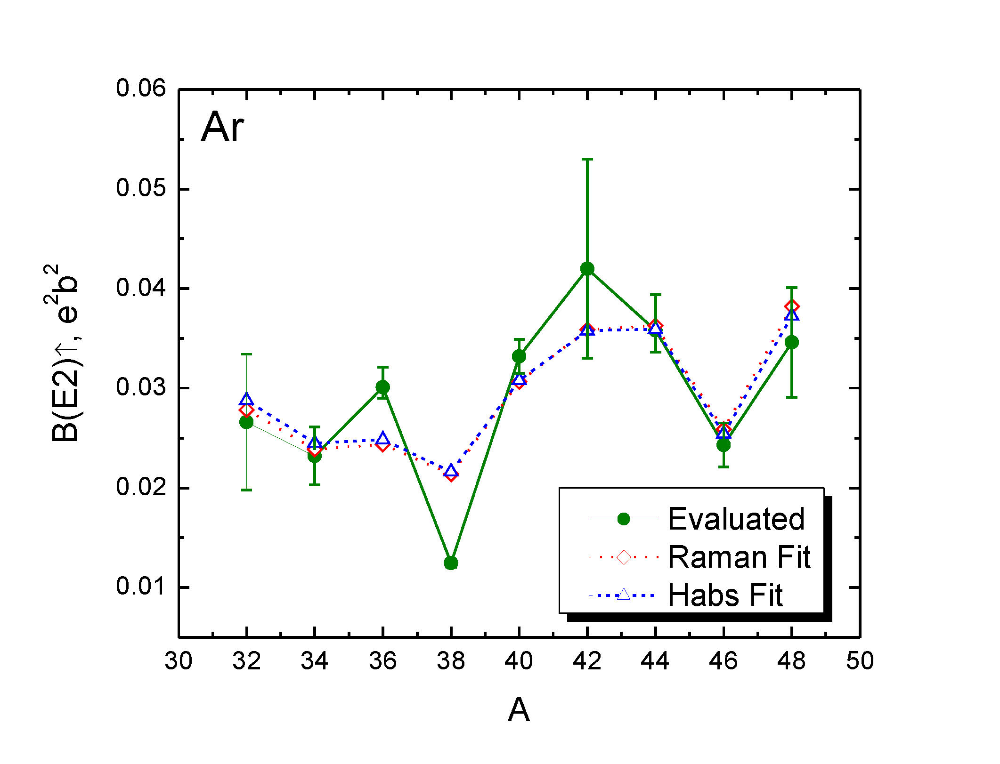 Ar
0.06
0.05
0.04
0.03
0.02
0.01
B(E2)↑, e²b²
30 32 34 36 38 40 42 44 46 48 50
A
Evaluated
Raman Fit
Habs Fit